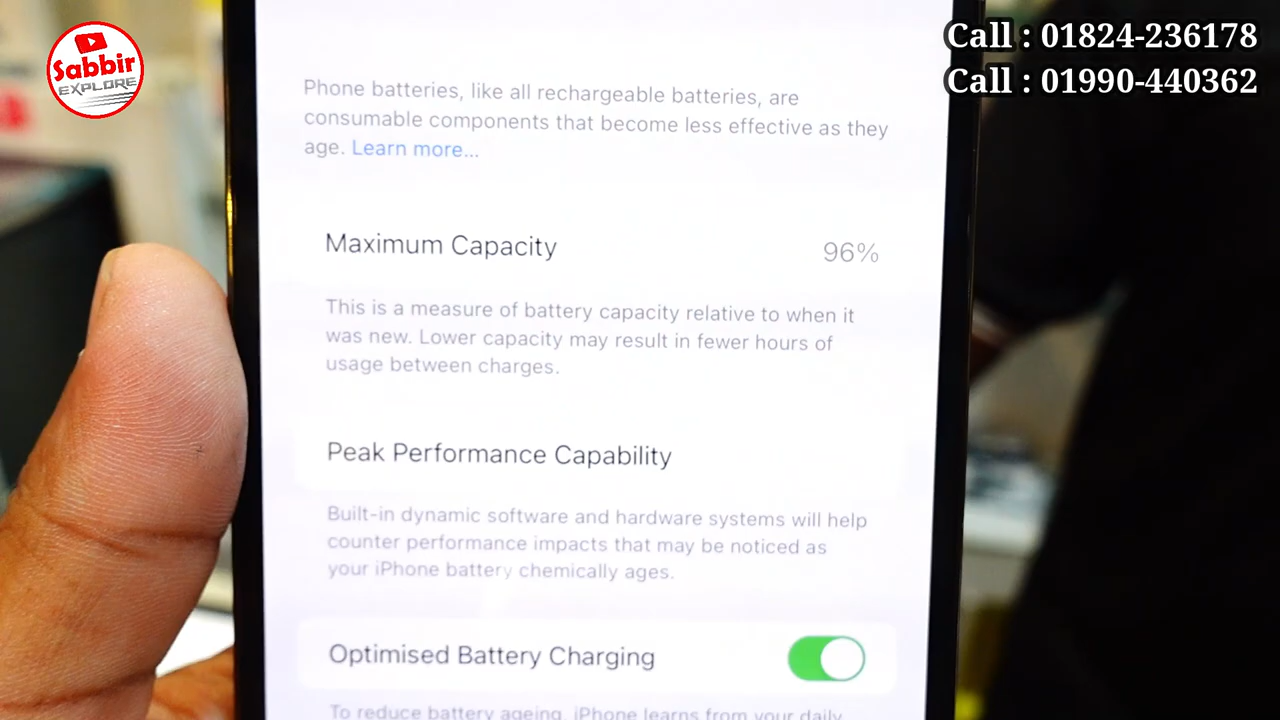 Sabbir
EXPLORE
Call : 01824-236178
Call : 01990-440362
Phone batteries, like all rechargeable batteries, are
consumable components that become less effective as they
age. Learn more...
Maximum Capacity 96%
This is a measure of battery capacity relative to when it
was new. Lower capacity may result in fewer hours of
usage between charges.
Peak Performance Capability
Built-in dynamic software and hardware systems will help
counter performance impacts that may be noticed as
your iPhone battery chemically ages.
Optimised Battery Charging
To reduce battery ageing, iPhone learns from your daily